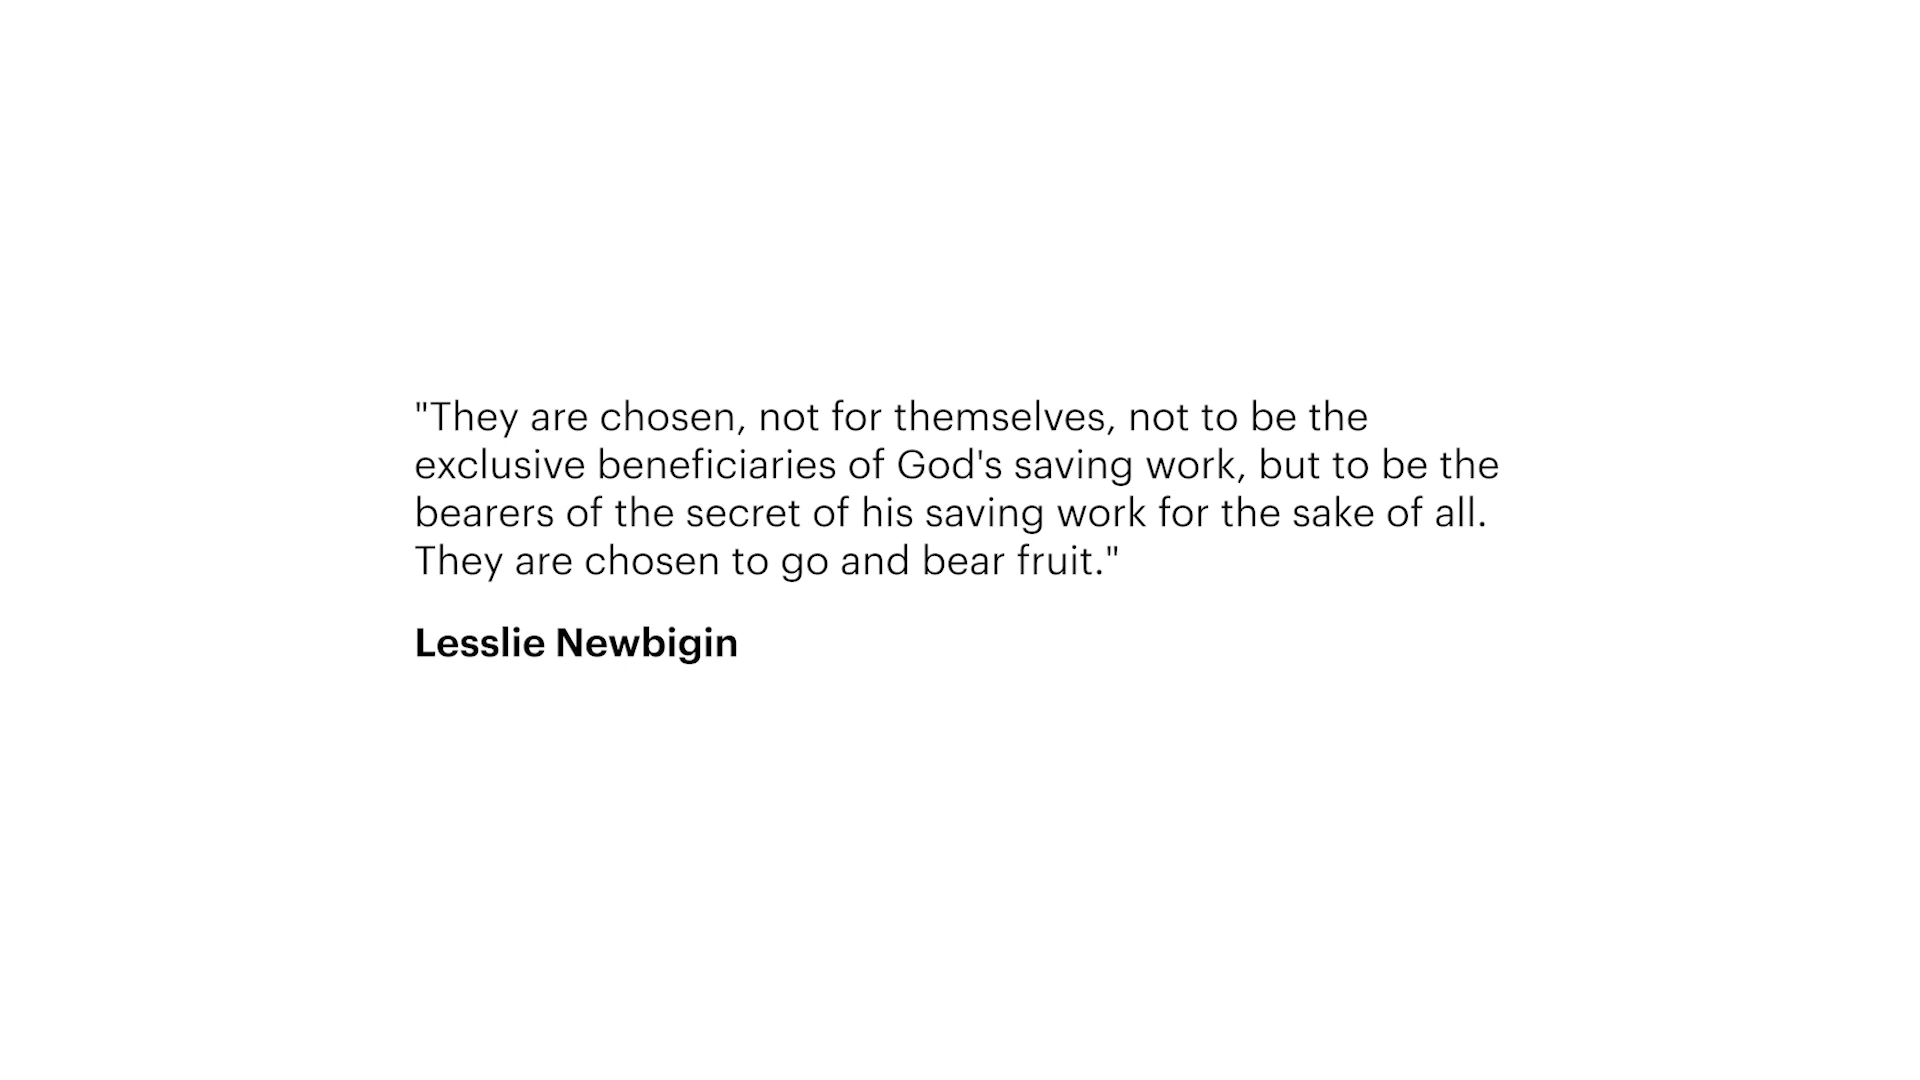 "They are chosen, not for themselves, not to be the
exclusive beneficiaries of God's saving work, but to be the
bearers of the secret of his saving work for the sake of all.
They are chosen to go and bear fruit."
Lesslie Newbigin